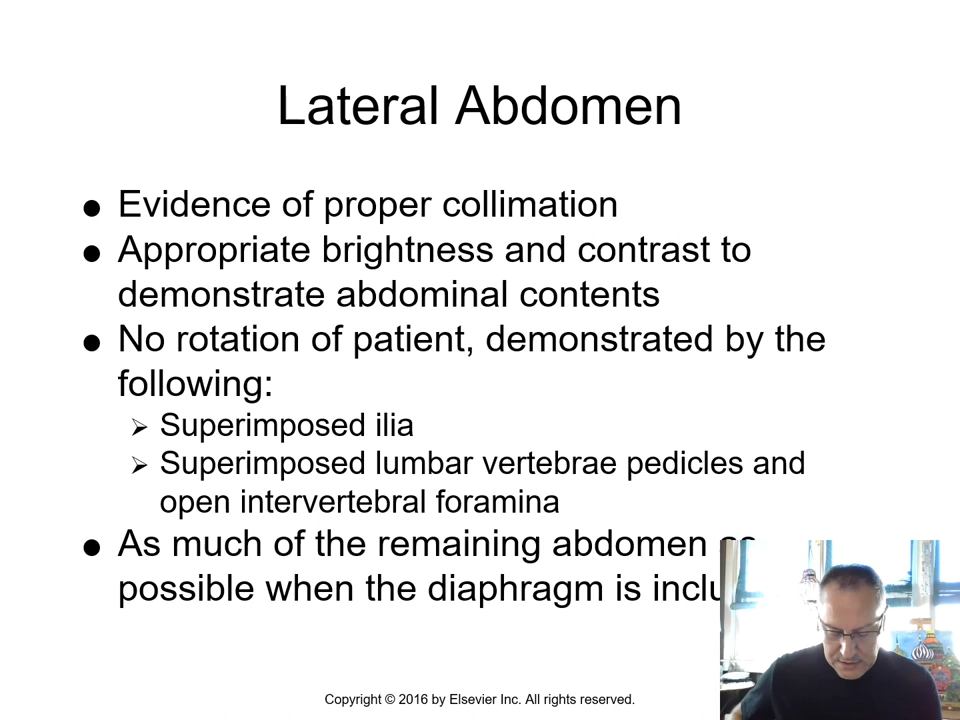 Lateral Abdomen
● Evidence of proper collimation
● Appropriate brightness and contrast to
demonstrate abdominal contents
● No rotation of patient, demonstrated by the
following:
➢ Superimposed ilia
➢ Superimposed lumbar vertebrae pedicles and
open intervertebral foramina
● As much of the remaining abdomen as
possible when the diaphragm is
Copyright © 2016 by Elsevier Inc. All rights reserved.